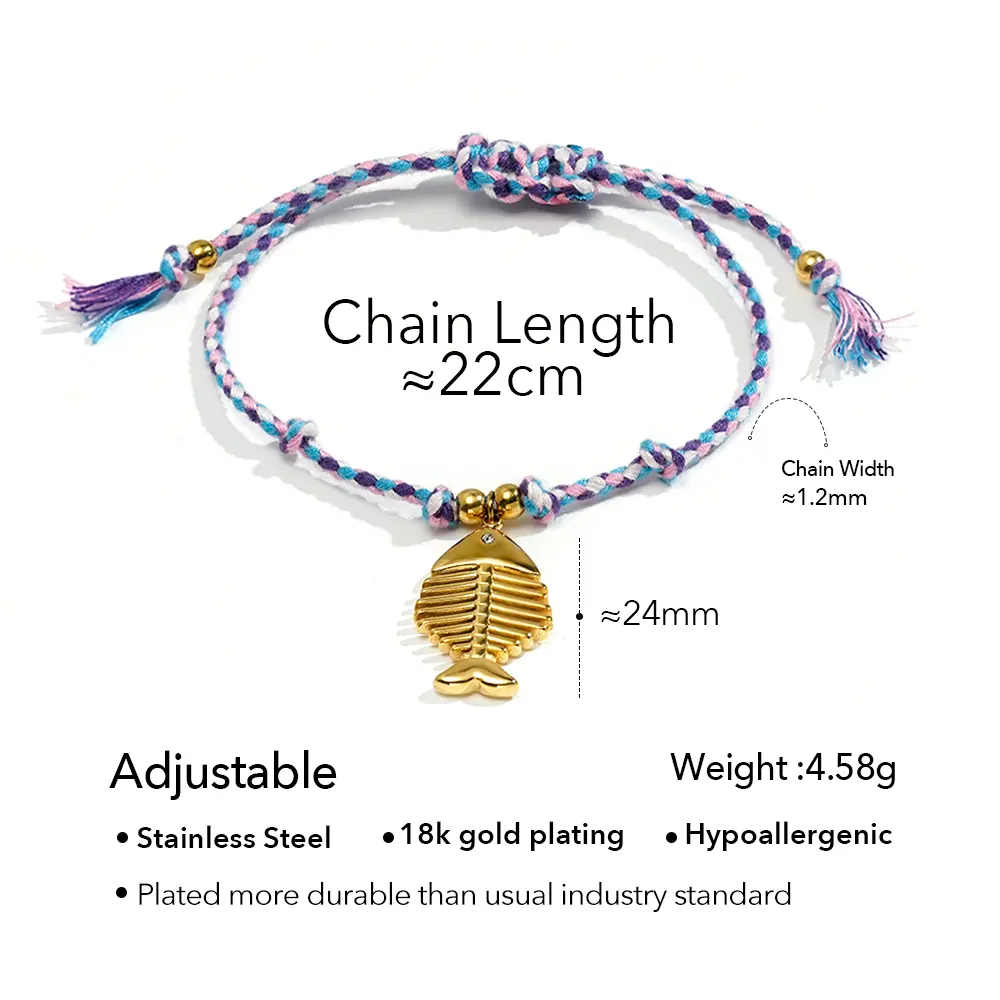 Chain Length
≈22cm
Chain Width
≈1.2mm
≈24mm
Adjustable
Weight :4.58g
• Stainless Steel
• 18k gold plating
• Hypoallergenic
• Plated more durable than usual industry standard